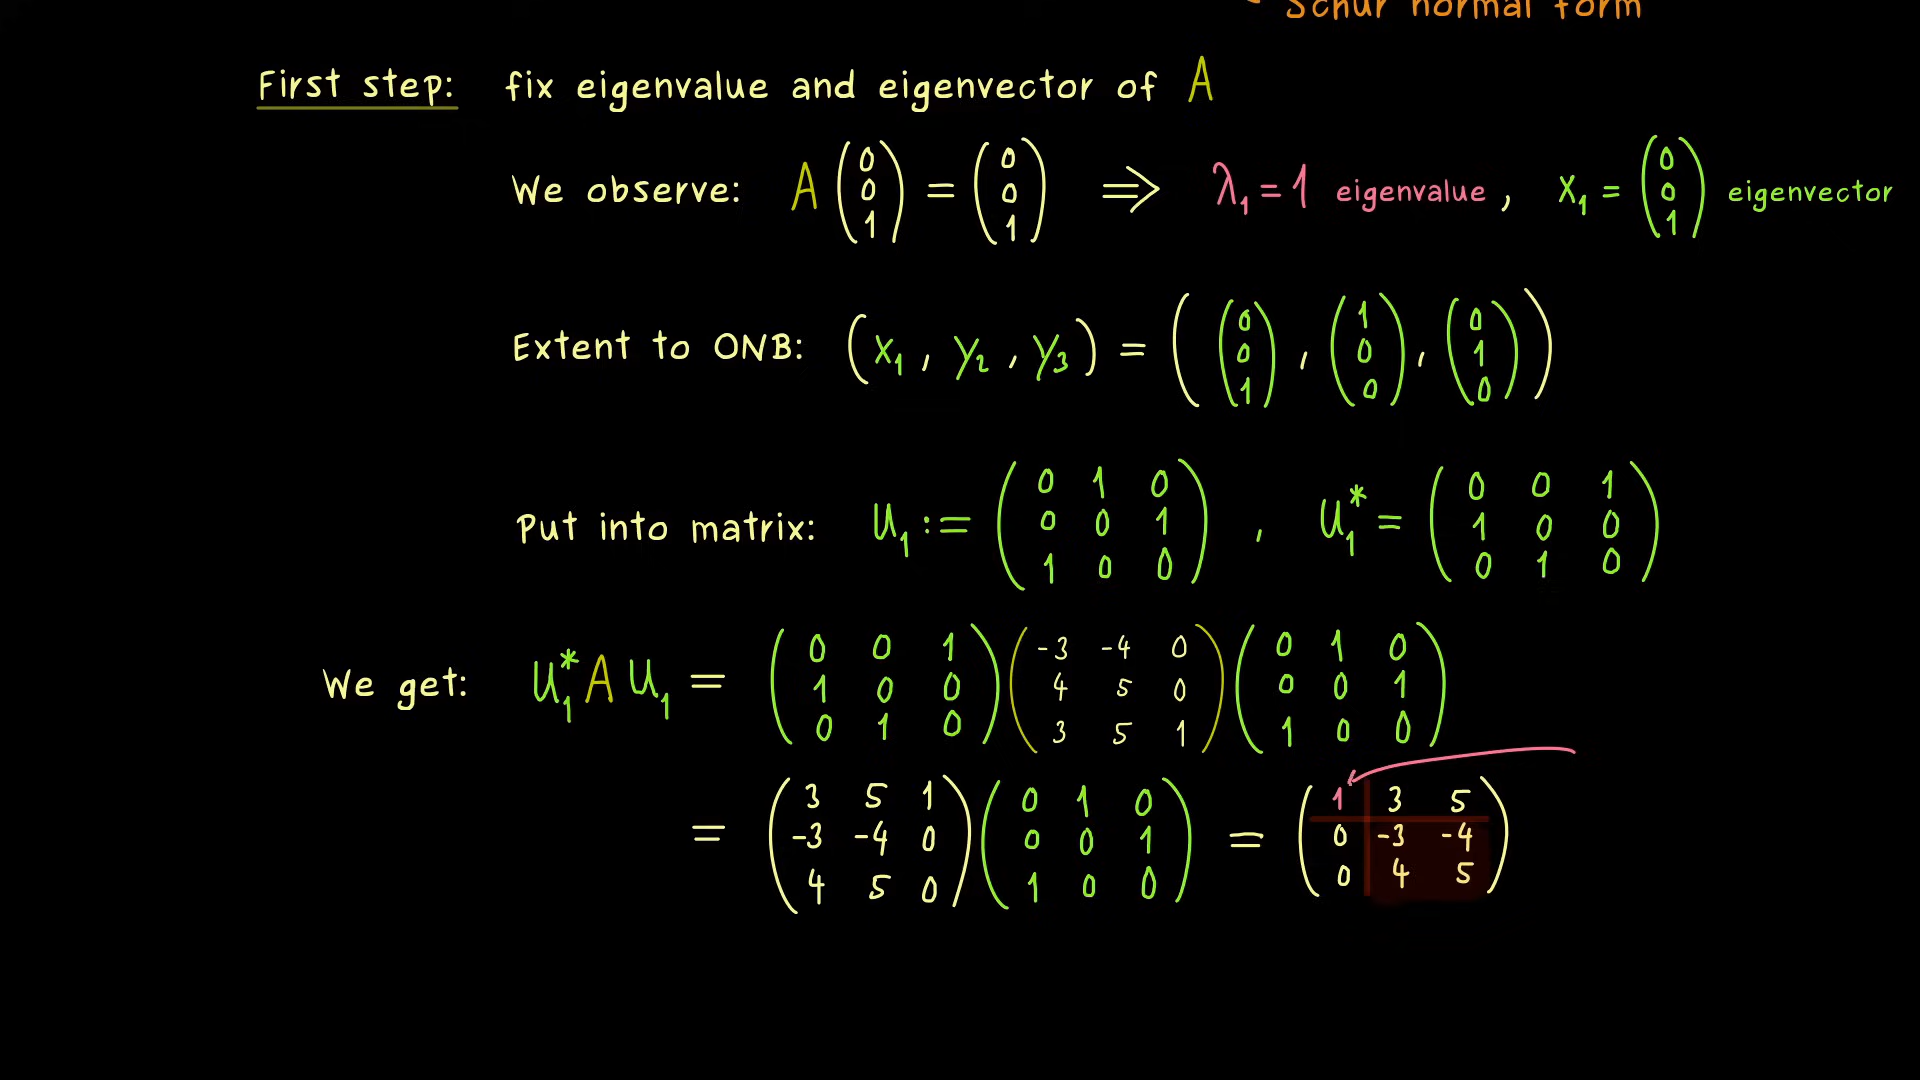 Schur normal form
First step: fix eigenvalue and eigenvector of A
We observe: A (0 0 1) = (0 0 1) ⟹ λ₁ = 1 eigenvalue , x₁ = (0 0 1) eigenvector
Extent to ONB: (x₁ , y₂ , y₃) = ( (0 0 1) , (1 0 0) , (0 1 0) )
Put into matrix: U₁ := (0 1 0 / 0 0 1 / 1 0 0) , U₁* = (0 0 1 / 1 0 0 / 0 1 0)
We get: U₁* A U₁ = (0 0 1 / 1 0 0 / 0 1 0) (-3 -4 0 / 4 5 0 / 3 5 1) (0 1 0 / 0 0 1 / 1 0 0)
= (3 5 1 / -3 -4 0 / 4 5 0) (0 1 0 / 0 0 1 / 1 0 0) = (1 3 5 / 0 -3 -4 / 0 4 5)